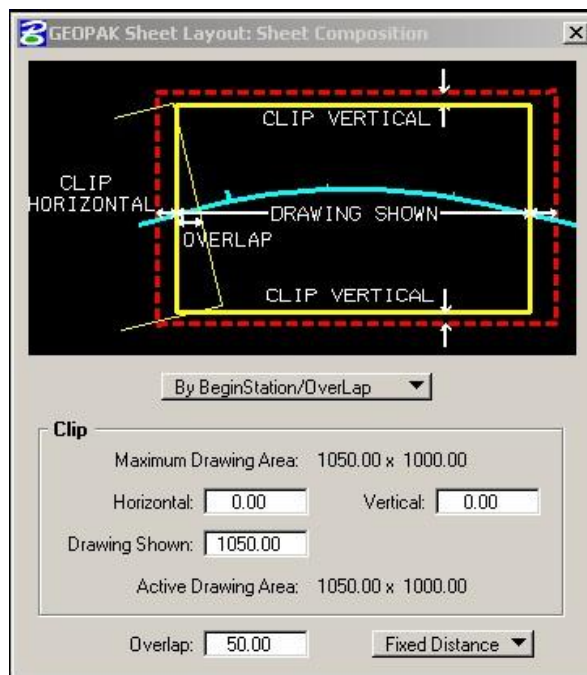 GEOPAK Sheet Layout: Sheet Composition
CLIP VERTICAL
CLIP
HORIZONTAL
DRAWING SHOWN
OVERLAP
CLIP VERTICAL
By BeginStation/OverLap
Clip
Maximum Drawing Area: 1050.00 x 1000.00
Horizontal: 0.00 Vertical: 0.00
Drawing Shown: 1050.00
Active Drawing Area: 1050.00 x 1000.00
Overlap: 50.00 Fixed Distance